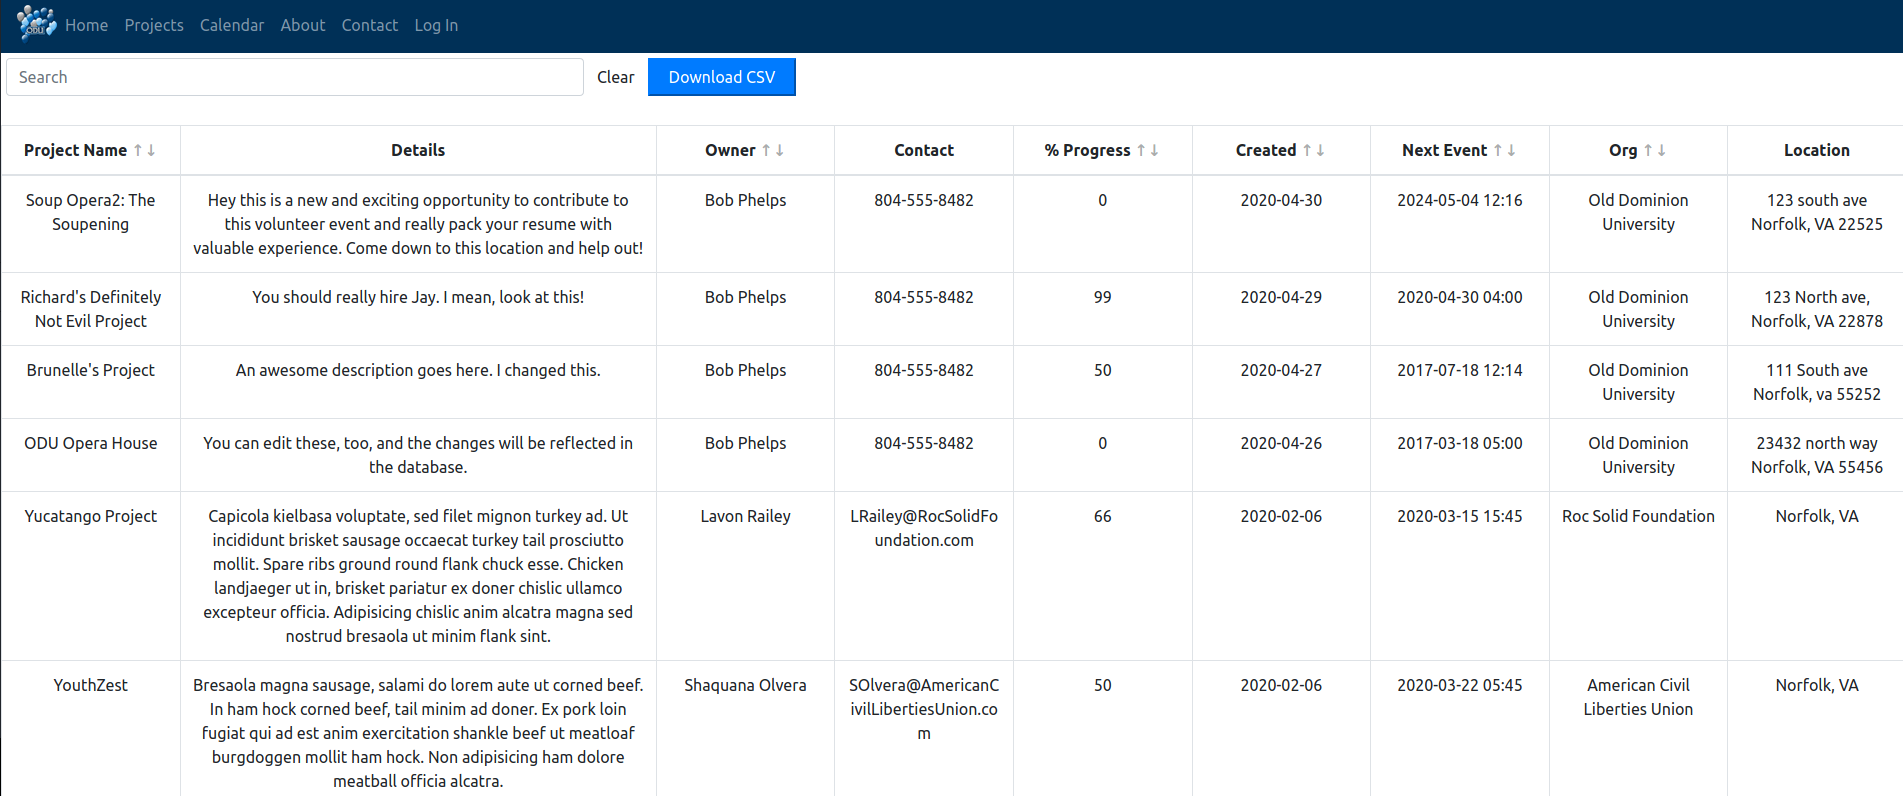 ODU Home Projects Calendar About Contact Log In
Search Clear Download CSV
Project Name ↑↓ Details Owner ↑↓ Contact % Progress ↑↓ Created ↑↓ Next Event ↑↓ Org ↑↓ Location
Soup Opera2: The Hey this is a new and exciting opportunity to contribute to Bob Phelps 804-555-8482 0 2020-04-30 2024-05-04 12:16 Old Dominion 123 south ave
Soupening this volunteer event and really pack your resume with University Norfolk, VA 22525
valuable experience. Come down to this location and help out!
Richard's Definitely You should really hire Jay. I mean, look at this! Bob Phelps 804-555-8482 99 2020-04-29 2020-04-30 04:00 Old Dominion 123 North ave,
Not Evil Project University Norfolk, VA 22878
Brunelle's Project An awesome description goes here. I changed this. Bob Phelps 804-555-8482 50 2020-04-27 2017-07-18 12:14 Old Dominion 111 South ave
University Norfolk, va 55252
ODU Opera House You can edit these, too, and the changes will be reflected in Bob Phelps 804-555-8482 0 2020-04-26 2017-03-18 05:00 Old Dominion 23432 north way
the database. University Norfolk, VA 55456
Yucatango Project Capicola kielbasa voluptate, sed filet mignon turkey ad. Ut Lavon Railey LRailey@RocSolidFo 66 2020-02-06 2020-03-15 15:45 Roc Solid Foundation Norfolk, VA
incididunt brisket sausage occaecat turkey tail prosciutto undation.com
mollit. Spare ribs ground round flank chuck esse. Chicken
landjaeger ut in, brisket pariatur ex doner chislic ullamco
excepteur officia. Adipisicing chislic anim alcatra magna sed
nostrud bresaola ut minim flank sint.
YouthZest Bresaola magna sausage, salami do lorem aute ut corned beef. Shaquana Olvera SOlvera@AmericanC 50 2020-02-06 2020-03-22 05:45 American Civil Norfolk, VA
In ham hock corned beef, tail minim ad doner. Ex pork loin ivilLibertiesUnion.co Liberties Union
fugiat qui ad est anim exercitation shankle beef ut meatloaf m
burgdoggen mollit ham hock. Non adipisicing ham dolore
meatball officia alcatra.